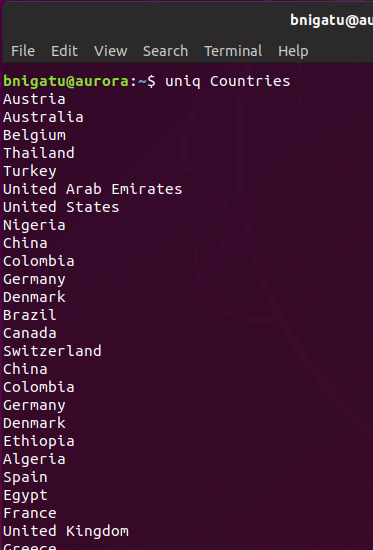 bnigatu@au
File Edit View Search Terminal Help
bnigatu@aurora:~$ uniq Countries
Austria
Australia
Belgium
Thailand
Turkey
United Arab Emirates
United States
Nigeria
China
Colombia
Germany
Denmark
Brazil
Canada
Switzerland
China
Colombia
Germany
Denmark
Ethiopia
Algeria
Spain
Egypt
France
United Kingdom
Greece